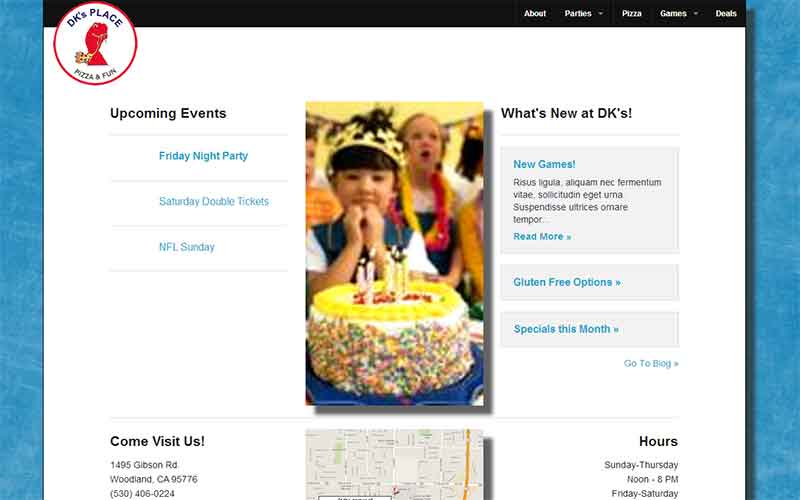 DK's PLACE
PIZZA & FUN
About
Parties
Pizza
Games
Deals
Upcoming Events
Friday Night Party
Saturday Double Tickets
NFL Sunday
What's New at DK's!
New Games!
Risus ligula, aliquam nec fermentum
vitae, sollicitudin eget urna.
Suspendisse ultrices ornare
tempor...
Read More »
Gluten Free Options »
Specials this Month »
Go To Blog »
Come Visit Us!
1495 Gibson Rd.
Woodland, CA 95776
(530) 406-0224
Hours
Sunday-Thursday
Noon - 8 PM
Friday-Saturday